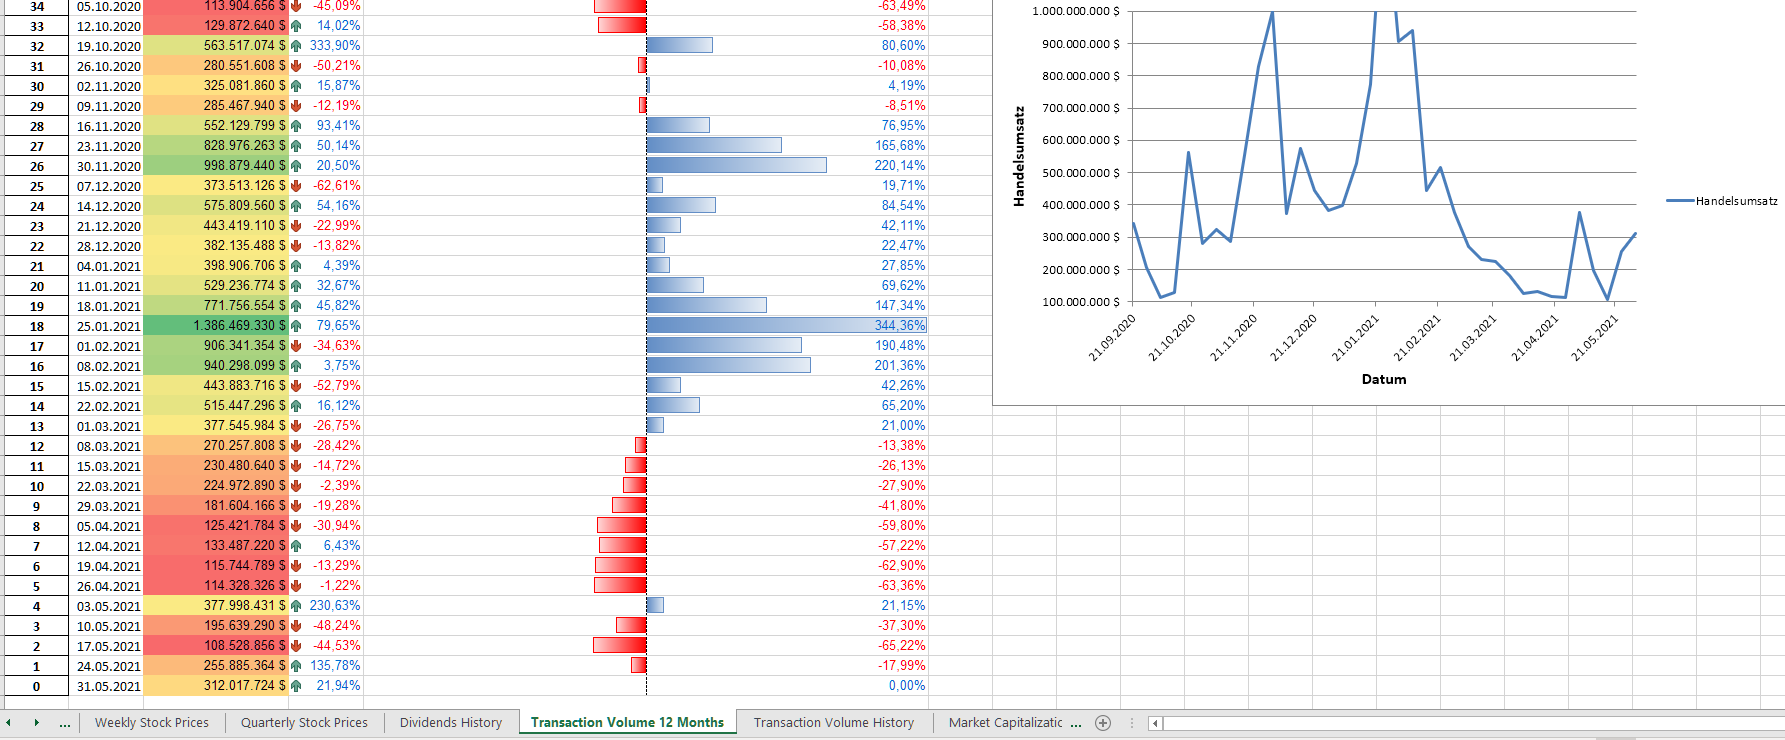 34 05.10.2020 113.904.656 $ -45,09% -63,49%
33 12.10.2020 129.872.640 $ 14,02% -58,38%
32 19.10.2020 563.517.074 $ 333,90% 80,60%
31 26.10.2020 280.551.608 $ -50,21% -10,08%
30 02.11.2020 325.081.860 $ 15,87% 4,19%
29 09.11.2020 285.467.940 $ -12,19% -8,51%
28 16.11.2020 552.129.799 $ 93,41% 76,95%
27 23.11.2020 828.976.263 $ 50,14% 165,68%
26 30.11.2020 998.879.440 $ 20,50% 220,14%
25 07.12.2020 373.513.126 $ -62,61% 19,71%
24 14.12.2020 575.809.560 $ 54,16% 84,54%
23 21.12.2020 443.419.110 $ -22,99% 42,11%
22 28.12.2020 382.135.488 $ -13,82% 22,47%
21 04.01.2021 398.906.706 $ 4,39% 27,85%
20 11.01.2021 529.236.774 $ 32,67% 69,62%
19 18.01.2021 771.756.554 $ 45,82% 147,34%
18 25.01.2021 1.386.469.330 $ 79,65% 344,36%
17 01.02.2021 906.341.354 $ -34,63% 190,48%
16 08.02.2021 940.298.099 $ 3,75% 201,36%
15 15.02.2021 443.883.716 $ -52,79% 42,26%
14 22.02.2021 515.447.296 $ 16,12% 65,20%
13 01.03.2021 377.545.984 $ -26,75% 21,00%
12 08.03.2021 270.257.808 $ -28,42% -13,38%
11 15.03.2021 230.480.640 $ -14,72% -26,13%
10 22.03.2021 224.972.890 $ -2,39% -27,90%
9 29.03.2021 181.604.166 $ -19,28% -41,80%
8 05.04.2021 125.421.784 $ -30,94% -59,80%
7 12.04.2021 133.487.220 $ 6,43% -57,22%
6 19.04.2021 115.744.789 $ -13,29% -62,90%
5 26.04.2021 114.328.326 $ -1,22% -63,36%
4 03.05.2021 377.998.431 $ 230,63% 21,15%
3 10.05.2021 195.639.290 $ -48,24% -37,30%
2 17.05.2021 108.528.856 $ -44,53% -65,22%
1 24.05.2021 255.885.364 $ 135,78% -17,99%
0 31.05.2021 312.017.724 $ 21,94% 0,00%
1.000.000.000 $
900.000.000 $
800.000.000 $
700.000.000 $
600.000.000 $
500.000.000 $
400.000.000 $
300.000.000 $
200.000.000 $
100.000.000 $
Handelsumsatz
21.09.2020 21.10.2020 21.11.2020 21.12.2020 21.01.2021 21.02.2021 21.03.2021 21.04.2021 21.05.2021
Datum
Handelsumsatz
... Weekly Stock Prices Quarterly Stock Prices Dividends History Transaction Volume 12 Months Transaction Volume History Market Capitalizatic ...